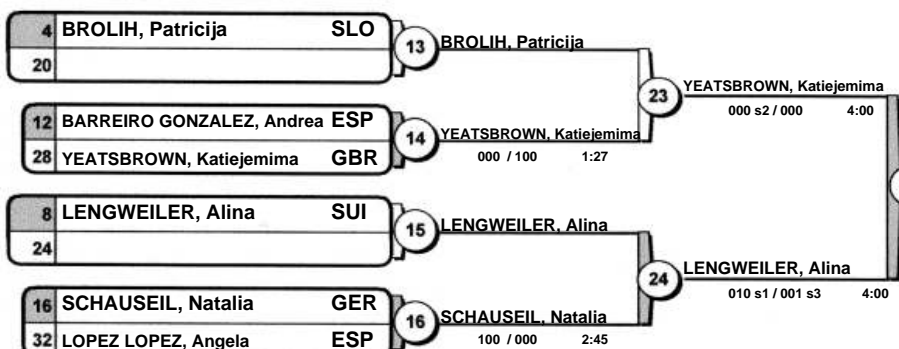 4 BROLIH, Patricija SLO
20
13
BROLIH, Patricija
12 BARREIRO GONZALEZ, Andrea ESP
28 YEATSBROWN, Katiejemima GBR
14
YEATSBROWN, Katiejemima
000 / 100 1:27
23
YEATSBROWN, Katiejemima
000 s2 / 000 4:00
8 LENGWEILER, Alina SUI
24
15
LENGWEILER, Alina
16 SCHAUSEIL, Natalia GER
32 LOPEZ LOPEZ, Angela ESP
16
SCHAUSEIL, Natalia
100 / 000 2:45
24
LENGWEILER, Alina
010 s1 / 001 s3 4:00